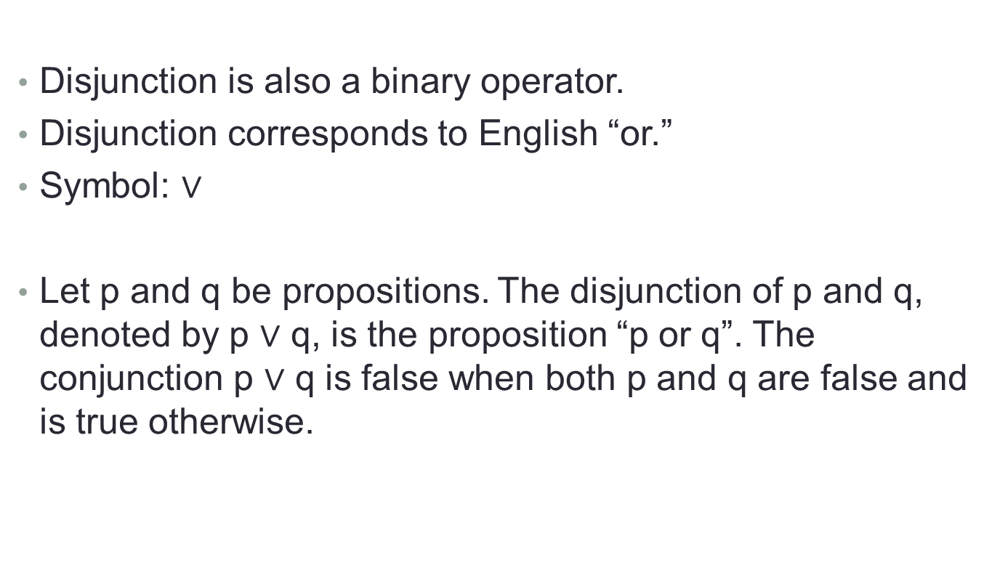 • Disjunction is also a binary operator.
• Disjunction corresponds to English “or.”
• Symbol: ∨
• Let p and q be propositions. The disjunction of p and q,
denoted by p ∨ q, is the proposition “p or q”. The
conjunction p ∨ q is false when both p and q are false and
is true otherwise.